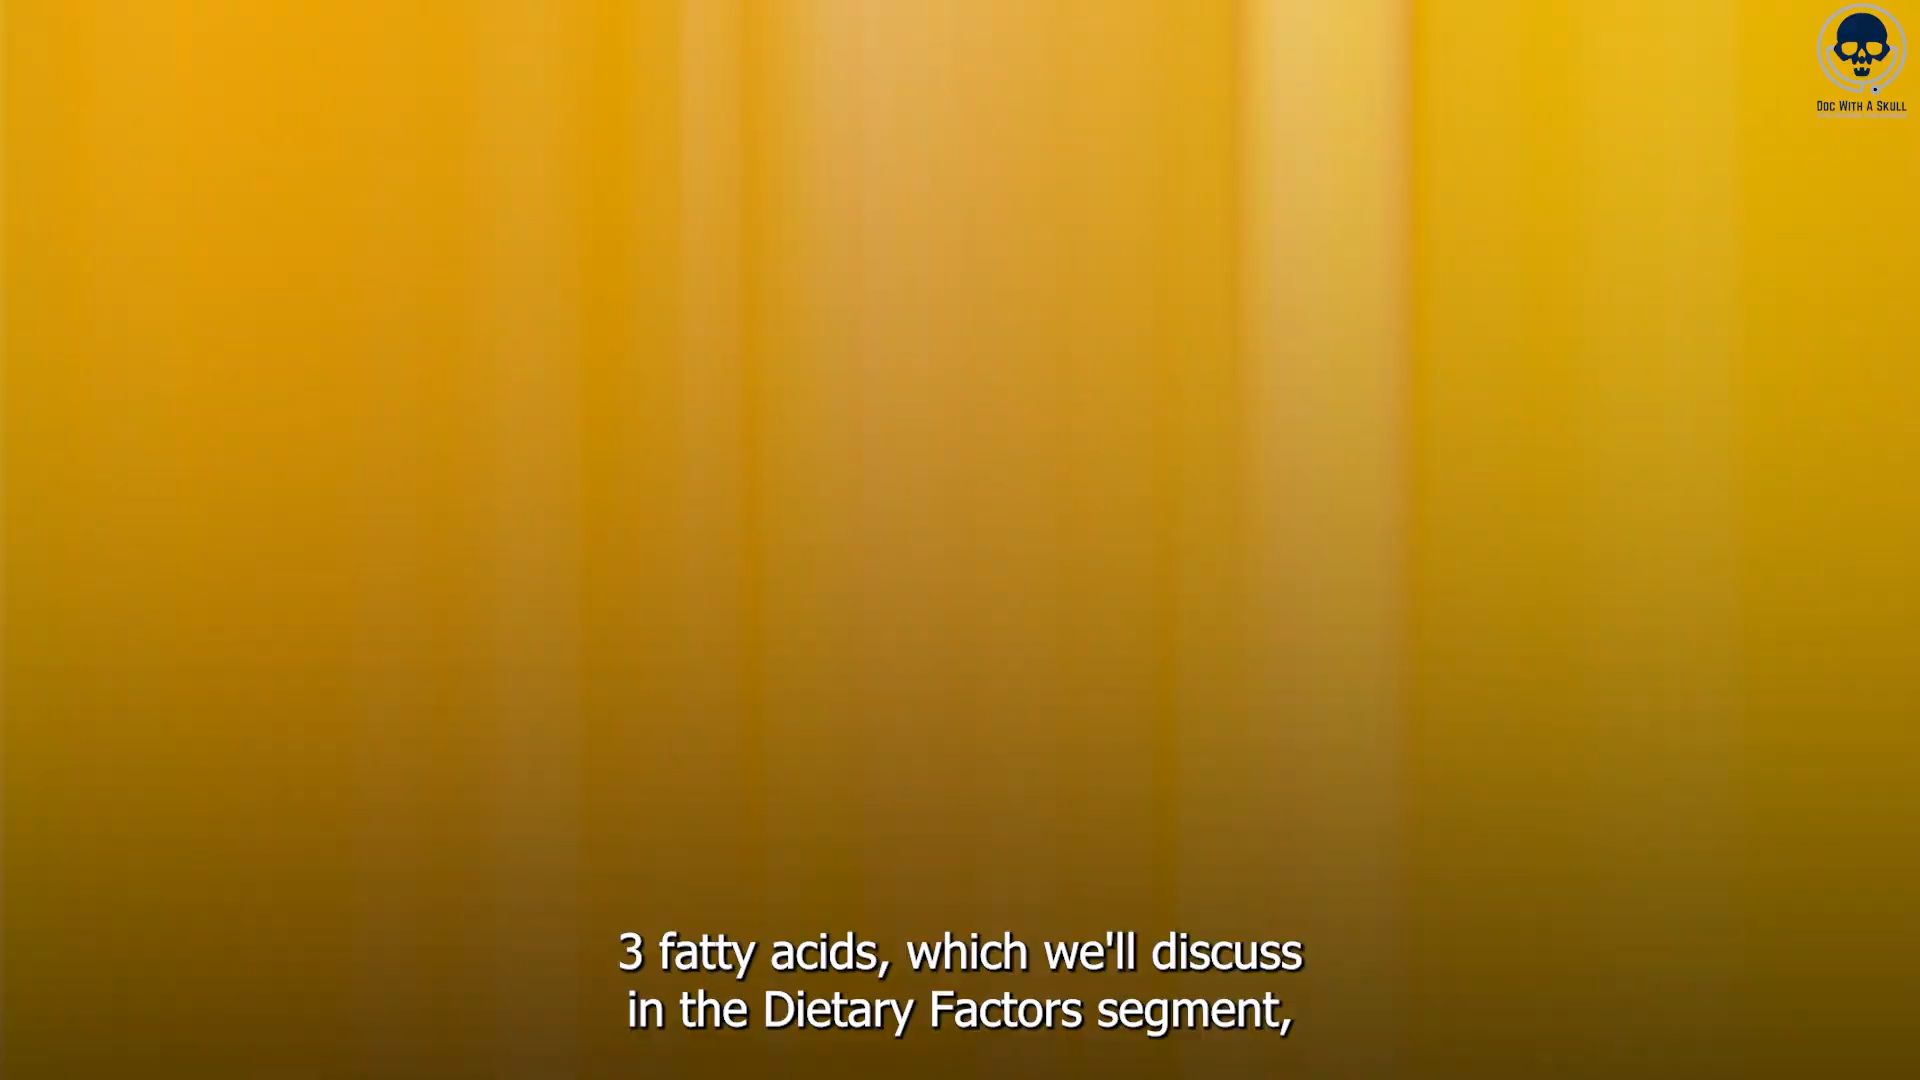 Doc With A Skull
3 fatty acids, which we'll discuss
in the Dietary Factors segment,